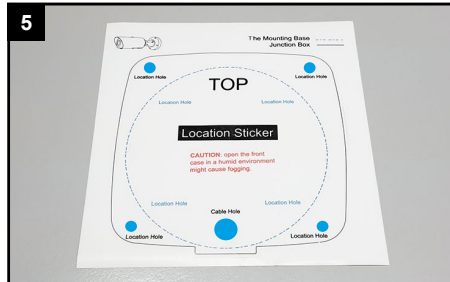 5
The Mounting Base
Junction Box
Location Hole
Location Hole
TOP
Location Hole
Location Hole
Location Sticker
CAUTION: open the front
case in a humid environment
might cause fogging.
Location Hole
Location Hole
Cable Hole
Location Hole
Location Hole